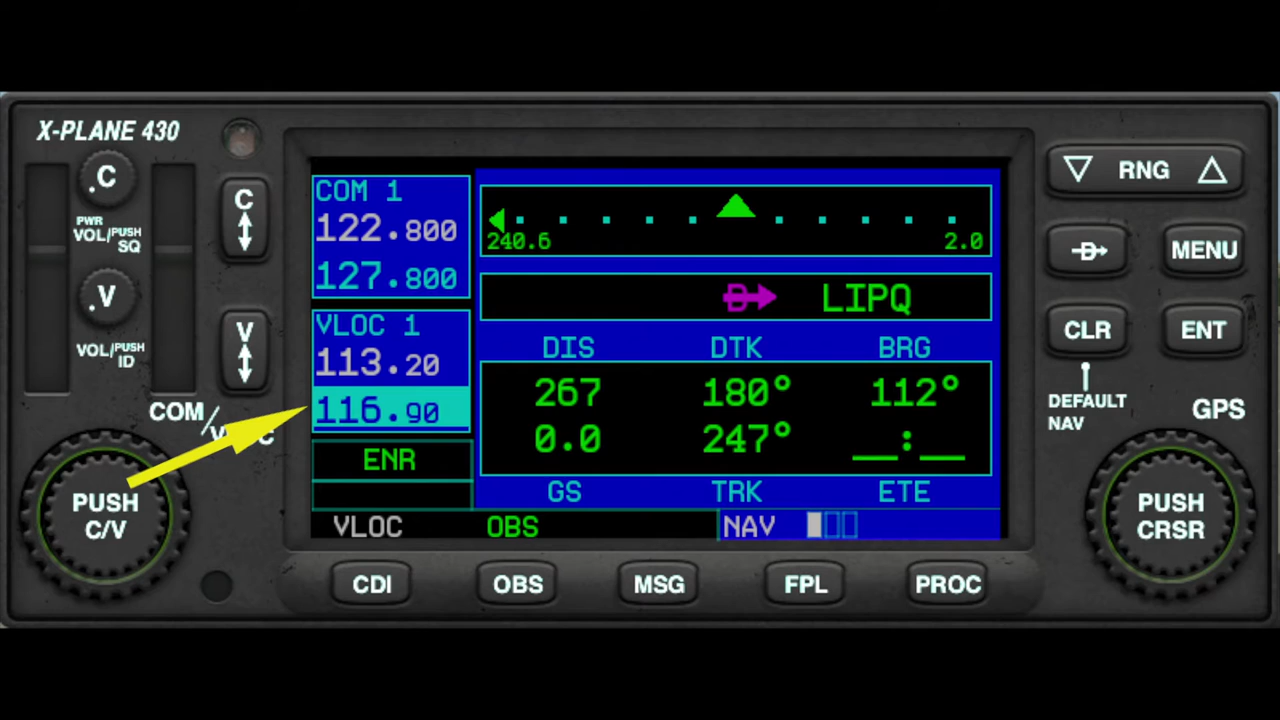 X-PLANE 430
.C
PWR
VOL/PUSH
SQ
.V
VOL/PUSH
ID
C
V
COM/
C
PUSH
C/V
COM 1
122.800
127.800
VLOC 1
113.20
116.90
ENR
VLOC
OBS
NAV
240.6
2.0
D
LIPQ
DIS DTK BRG
267 180° 112°
0.0 247° __:__
GS TRK ETE
CDI
OBS
MSG
FPL
PROC
RNG
D
MENU
CLR
ENT
DEFAULT
NAV
GPS
PUSH
CRSR